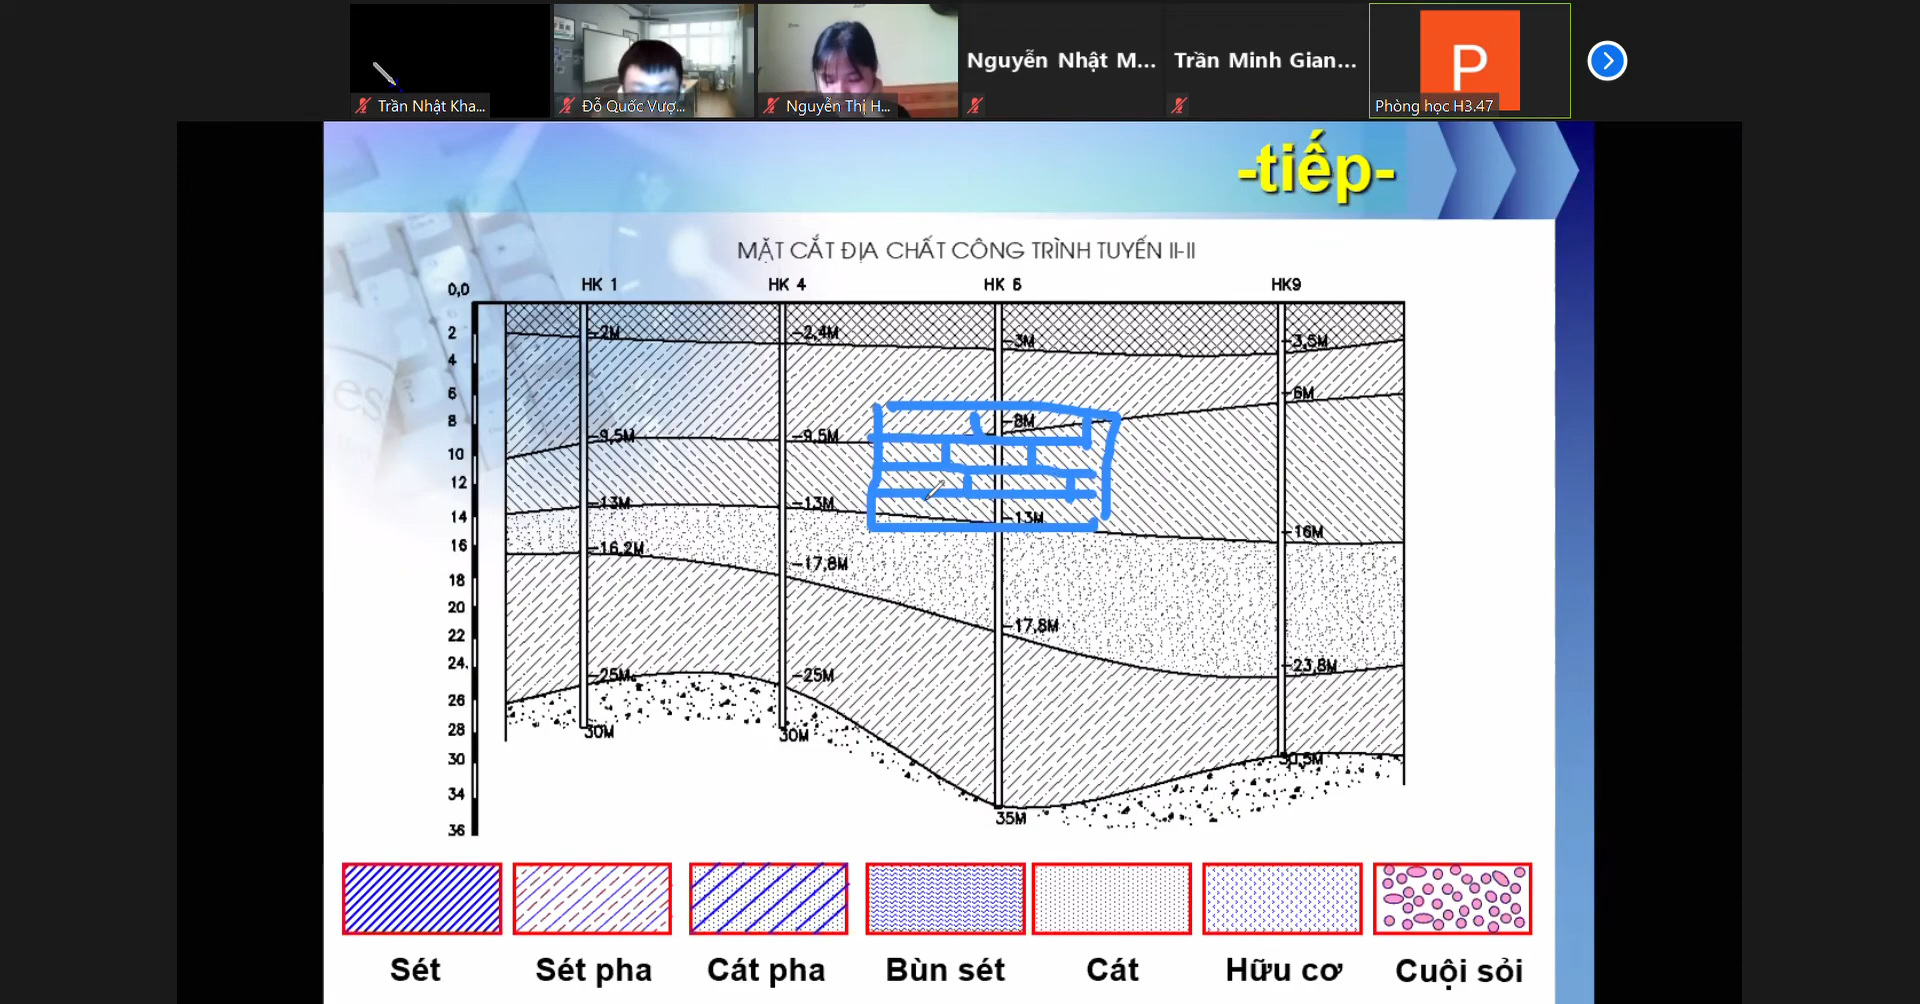 Trần Nhật Kha...
Đỗ Quốc Vượ...
Nguyễn Thị H...
Nguyễn Nhật M...
Trần Minh Gian...
P
Phòng học H3.47
-tiếp-
MẶT CẮT ĐỊA CHẤT CÔNG TRÌNH TUYẾN II-II
HK 1 HK 4 HK 6 HK9
0,0
2
4
6
8
10
12
14
16
18
20
22
24.
26
28
30
34
36
-2M -2,4M -3M -3,5M
-6M
-9,5M -9,5M -8M
-13M -13M -13M -16M
-16,2M -17,8M -17,8M -23,8M
-25M -25M
30M 30M 35M 30,5M
Sét Sét pha Cát pha Bùn sét Cát Hữu cơ Cuội sỏi